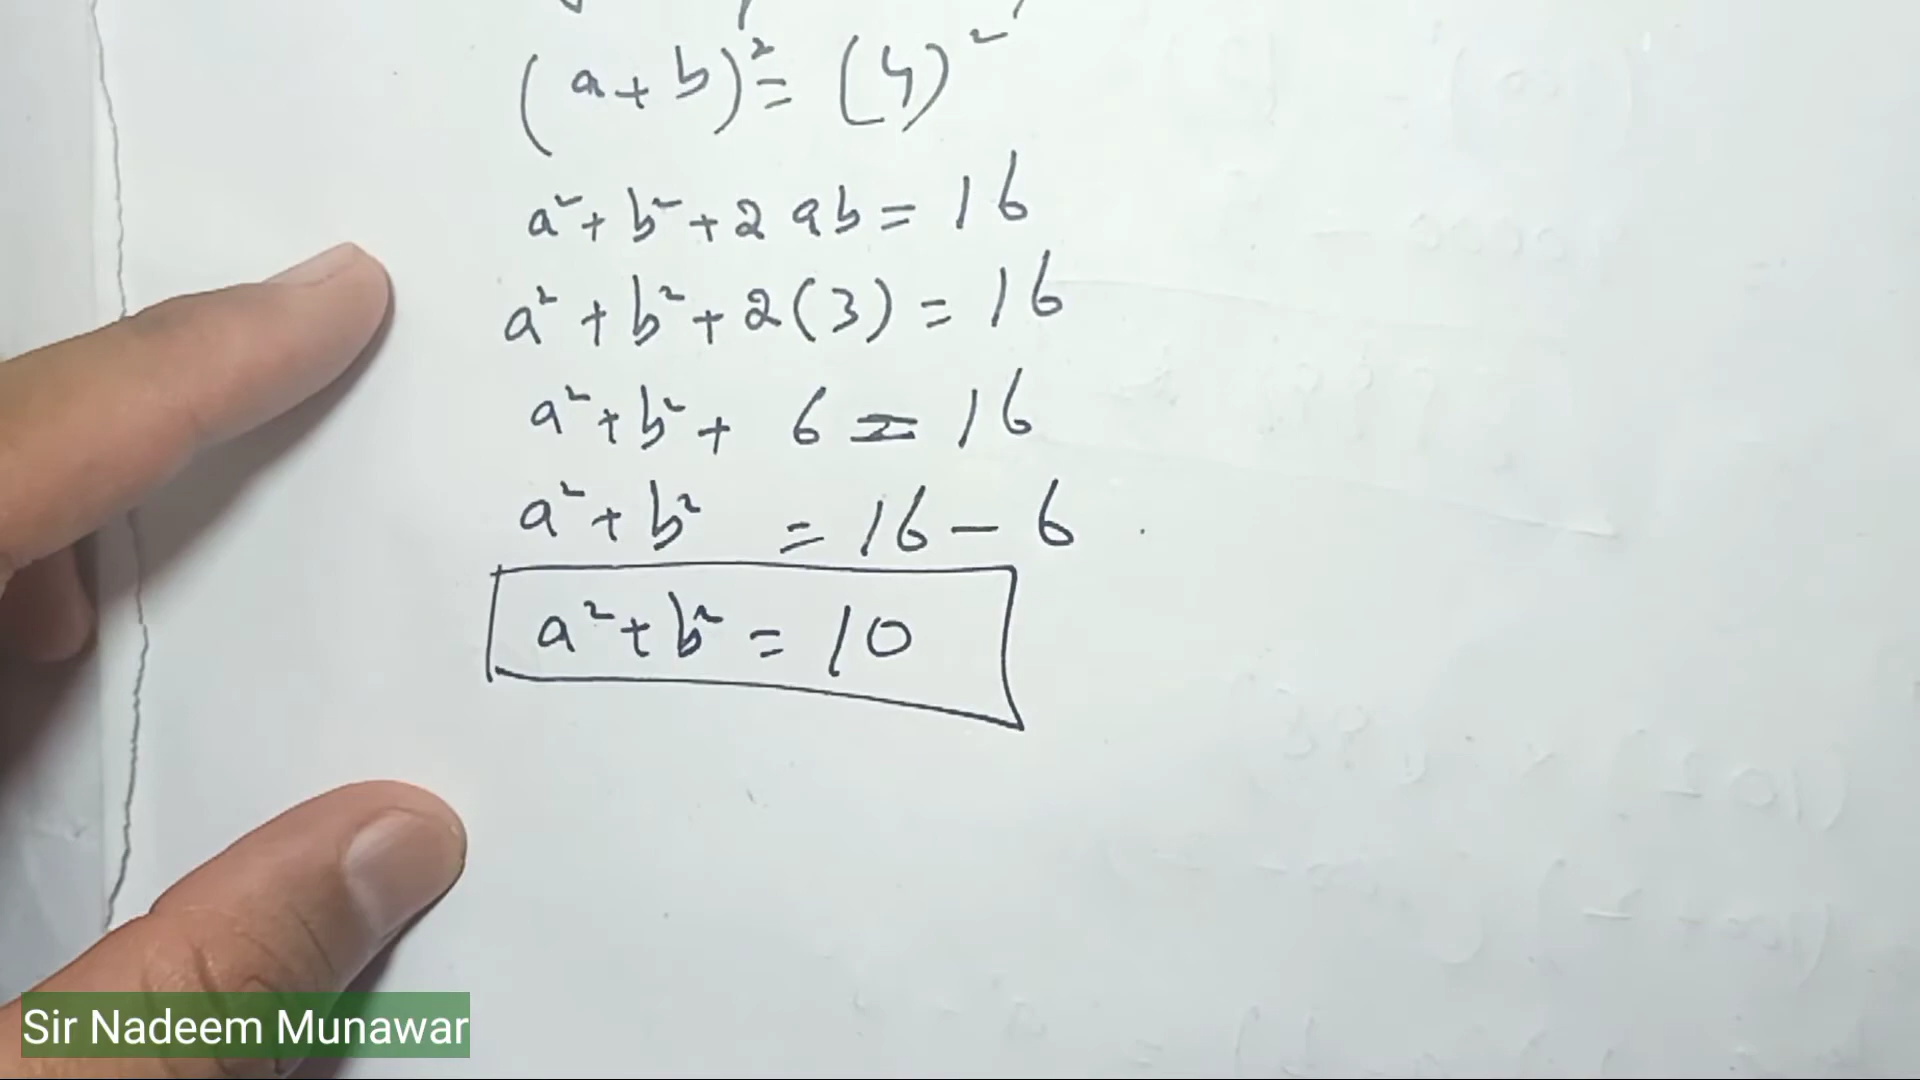 (a+b)² = (4)²
a²+b²+2ab=16
a²+b²+2(3)=16
a²+b²+ 6=16
a²+b² =16-6
a²+b²=10
Sir Nadeem Munawar